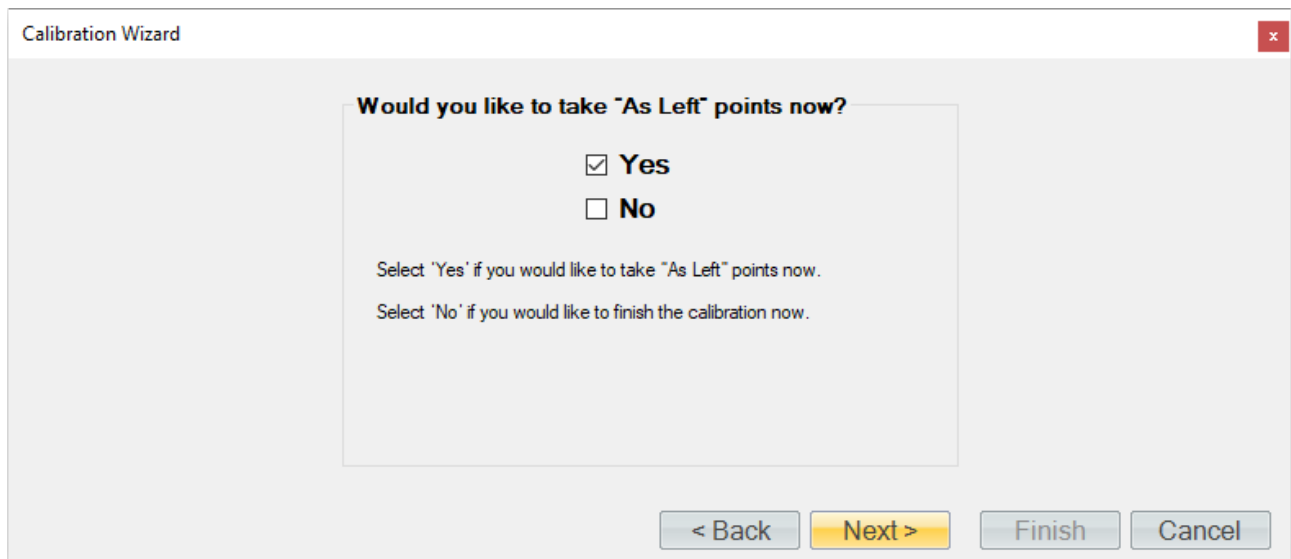 Calibration Wizard
x
Would you like to take "As Left" points now?
Yes
No
Select 'Yes' if you would like to take "As Left" points now.
Select 'No' if you would like to finish the calibration now.
< Back
Next >
Finish
Cancel